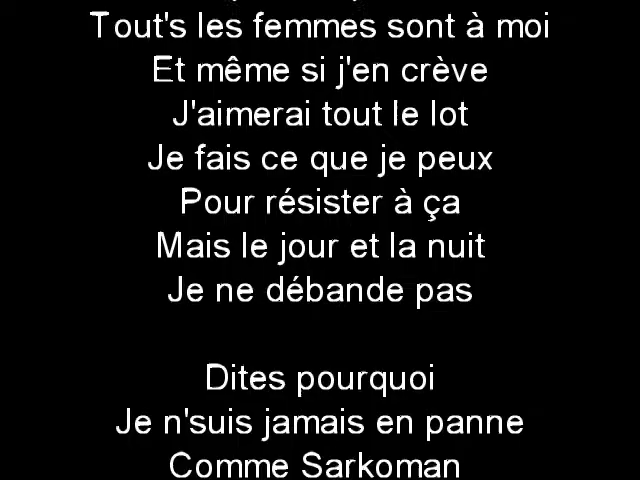 Tout's les femmes sont à moi
Et même si j'en crève
J'aimerai tout le lot
Je fais ce que je peux
Pour résister à ça
Mais le jour et la nuit
Je ne débande pas
Dites pourquoi
Je n'suis jamais en panne
Comme Sarkoman